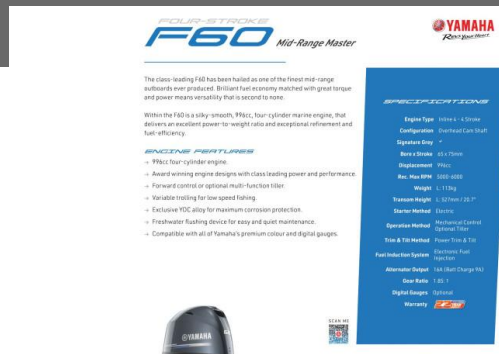 FOUR-STROKE
F60 Mid-Range Master
YAMAHA
Revs Your Heart
The class-leading F60 has been hailed as one of the finest mid-range
outboards ever produced. Brilliant fuel economy matched with great torque
and power means versatility that is second to none.
Within the F60 is a silky-smooth, 996cc, four-cylinder marine engine, that
delivers an excellent power-to-weight ratio and exceptional refinement and
fuel-efficiency.
ENGINE FEATURES
→ 996cc four-cylinder engine.
→ Award winning engine designs with class leading power and performance.
→ Forward control or optional multi-function tiller
→ Variable trolling for low speed fishing.
→ Exclusive YDC alloy for maximum corrosion protection.
→ Freshwater flushing device for easy and quiet maintenance.
→ Compatible with all of Yamaha's premium colour and digital gauges.
SPECIFICATIONS
Engine Type Inline 4 - 4 Stroke
Configuration Overhead Cam Shaft
Signature Grey
Bore x Stroke 65 x 75mm
Displacement 996cc
Rec. Max RPM 5000-6000
Weight L: 113kg
Transom Height L: 527mm / 20.7"
Starter Method Electric
Operation Method Mechanical Control
Optional Tiller
Trim & Tilt Method Power Trim & Tilt
Fuel Induction System Electronic Fuel
Injection
Alternator Output 16A (Batt Charge 9A)
Gear Ratio 1.85: 1
Digital Gauges Optional
Warranty
SCAN ME
YAMAHA